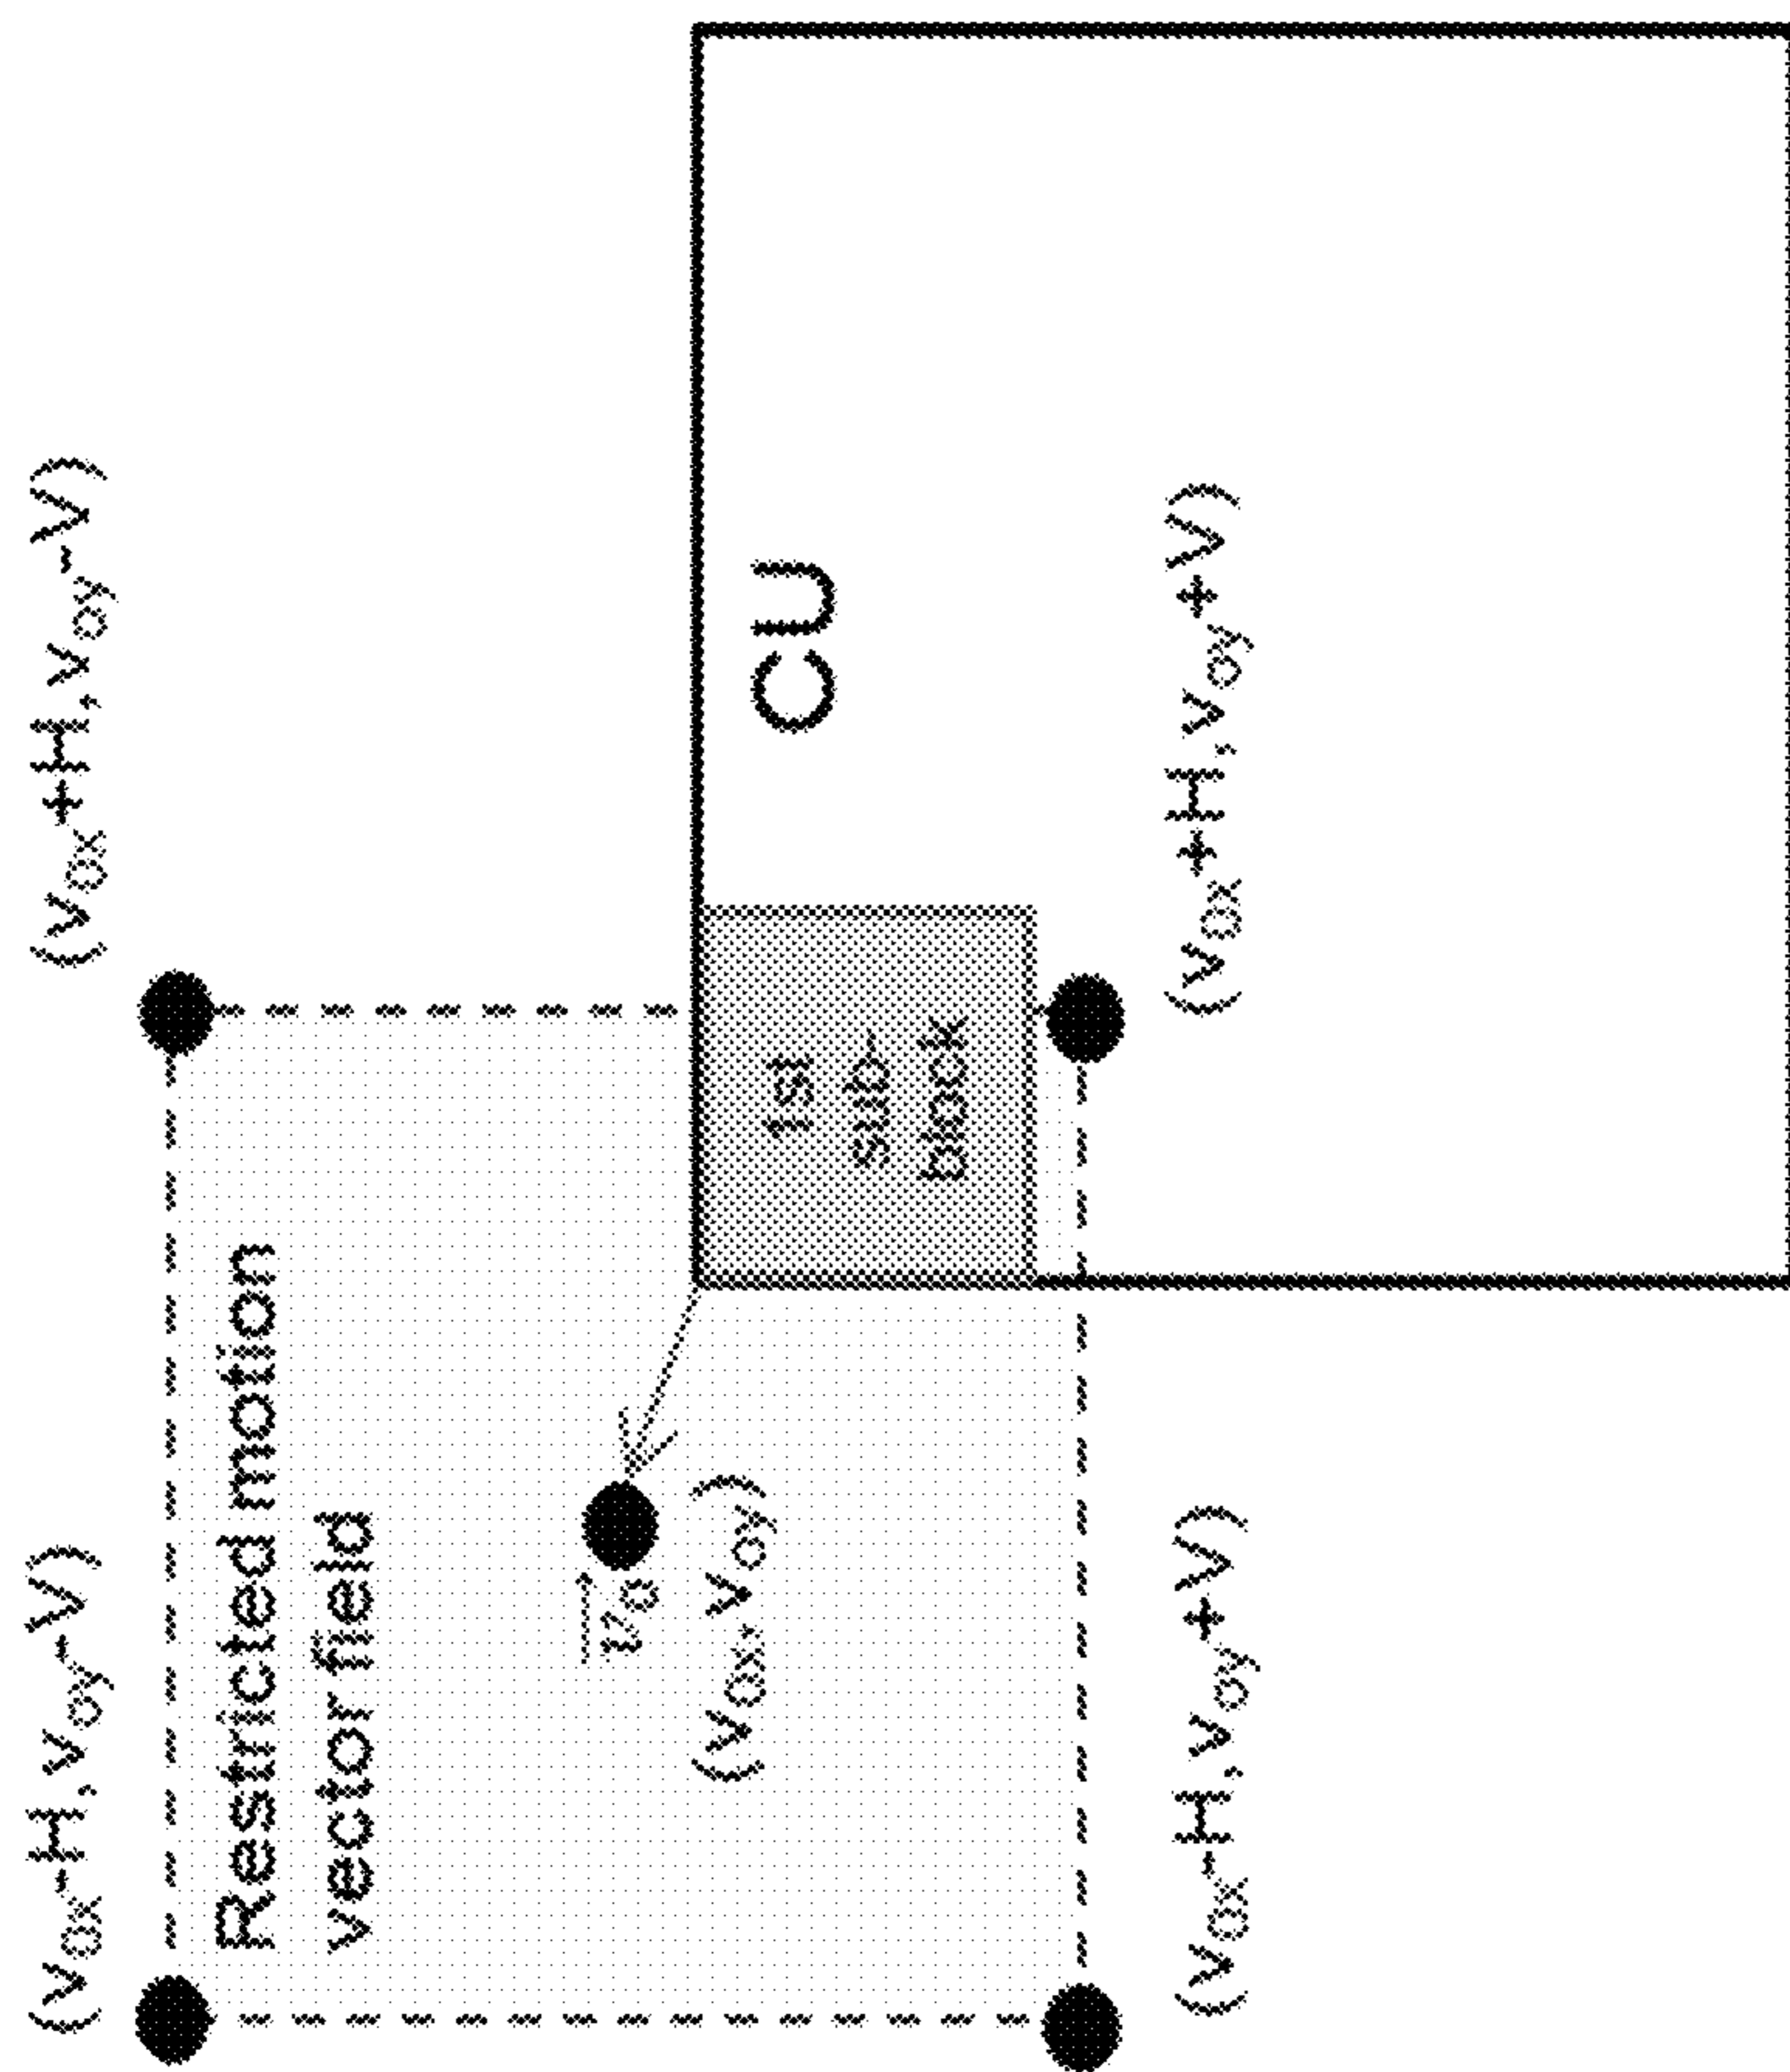 (v0x-H,v0y-V)
(v0x+H,v0y-V)
Restricted motion
vector field
v0
(v0x, v0y)
CU
1st
sub-
block
(v0x-H,v0y+V)
(v0x+H,v0y+V)